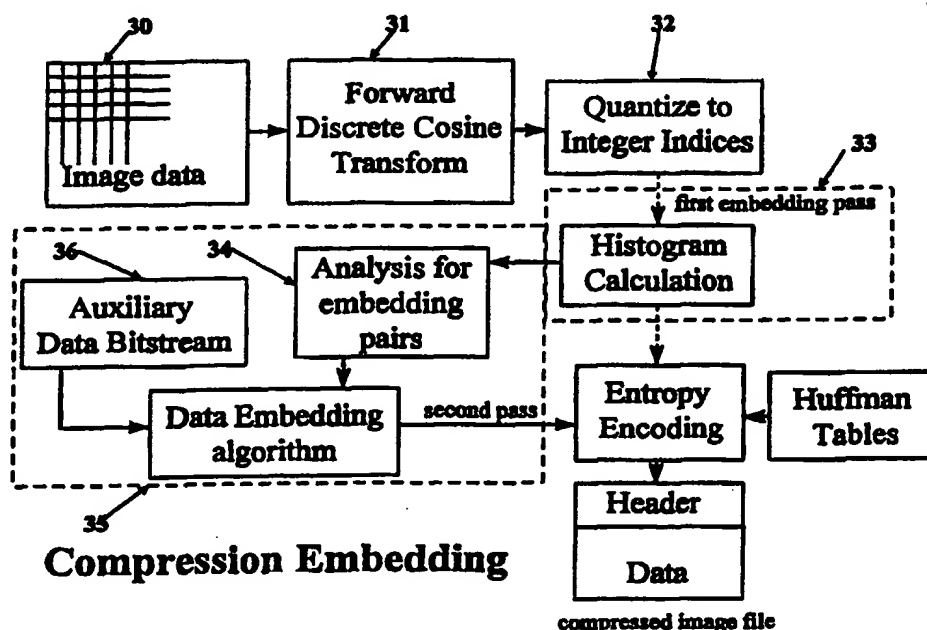 30
31
32
33
Image data
Forward
Discrete Cosine
Transform
Quantize to
Integer Indices
first embedding pass
Histogram
Calculation
34
36
Analysis for
embedding
pairs
Auxiliary
Data Bitstream
Data Embedding
algorithm
second pass
Entropy
Encoding
Huffman
Tables
35
Header
Data
Compression Embedding
compressed image file